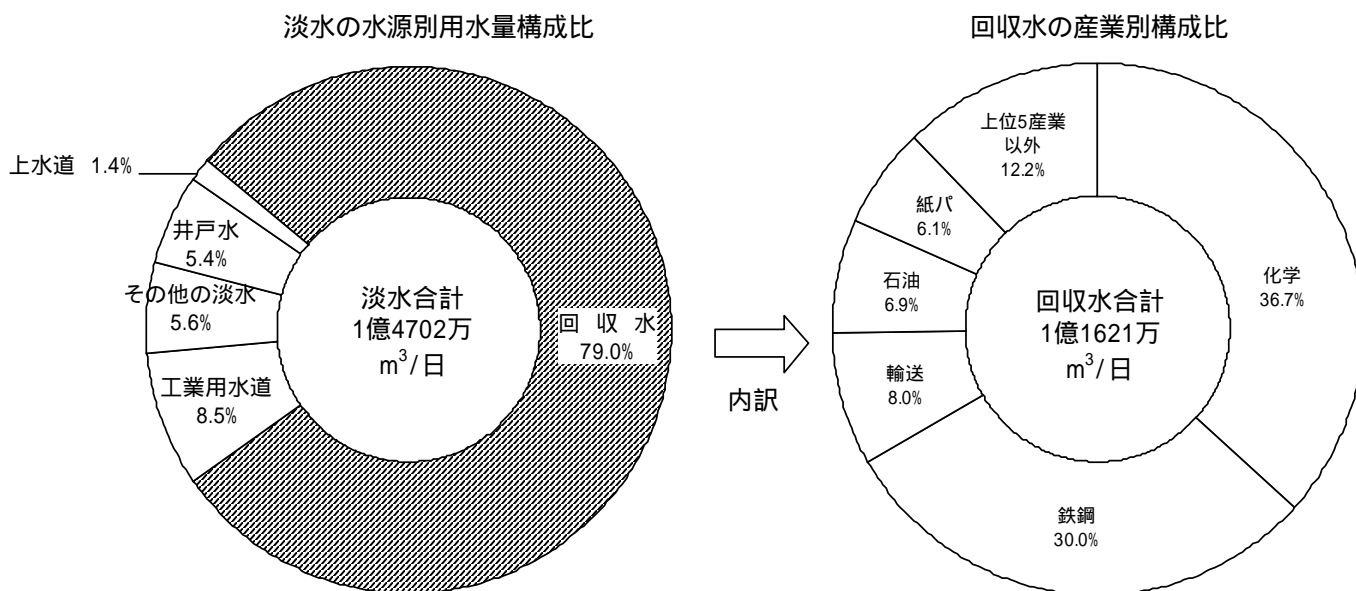 淡水の水源別用水量構成比
上水道 1.4%
井戸水
5.4%
その他の淡水
5.6%
工業用水道
8.5%
淡水合計
1億4702万
m³/日
回収水
79.0%
内訳
回収水の産業別構成比
上位5産業
以外
12.2%
紙パ
6.1%
石油
6.9%
輸送
8.0%
回収水合計
1億1621万
m³/日
化学
36.7%
鉄鋼
30.0%